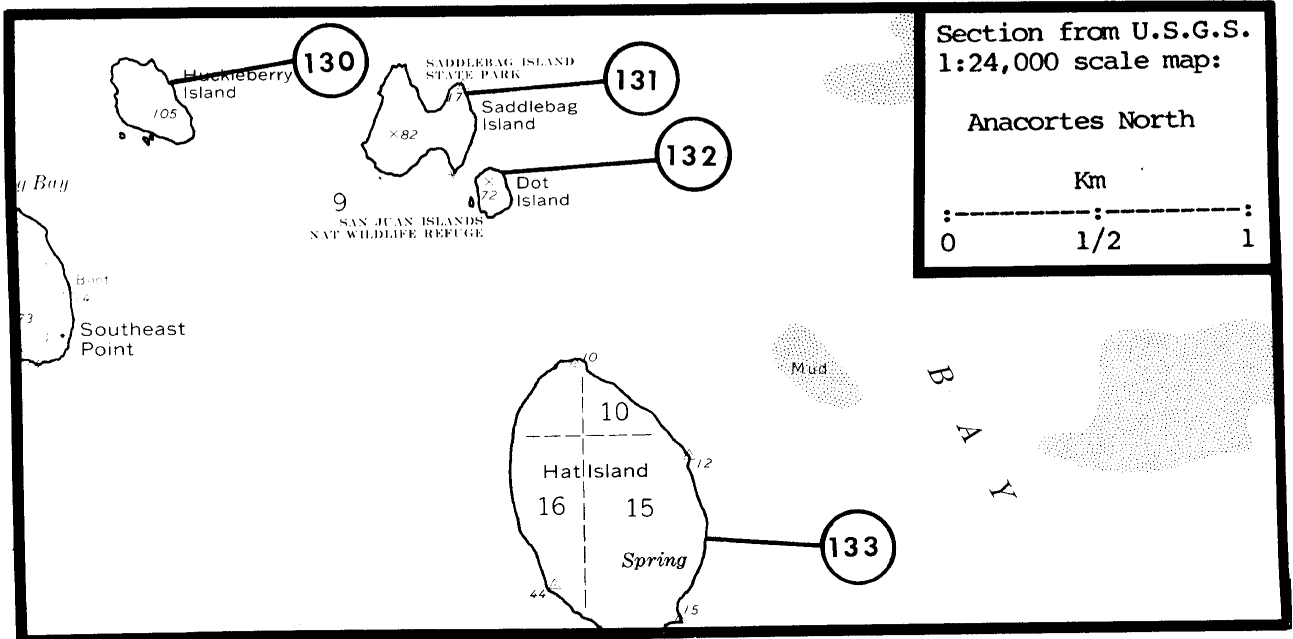 Section from U.S.G.S.
1:24,000 scale map:
Anacortes North
Km
0 1/2 1
130
Huckleberry
Island
105
SADDLEBAG ISLAND
STATE PARK
131
17
Saddlebag
Island
×82
132
Dot
Island
72
9
SAN JUAN ISLANDS
NAT WILDLIFE REFUGE
g Bay
4
73
Southeast
Point
10
10
12
Hat Island
16 15
Spring
44
15
133
Mud
B A Y